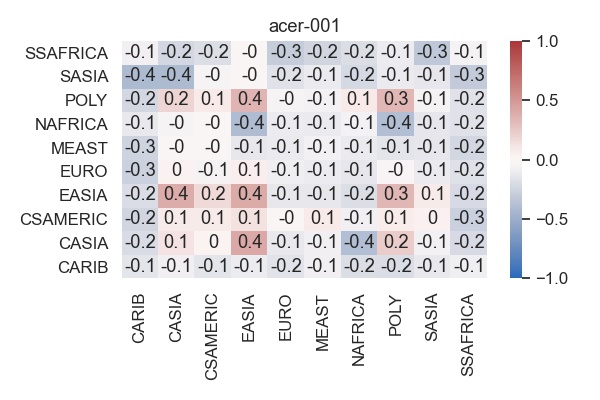 acer-001
SSAFRICA -0.1 -0.2 -0.2 -0 -0.3 -0.2 -0.2 -0.1 -0.3 -0.1 1.0
SASIA -0.4 -0.4 -0 -0 -0.2 -0.1 -0.2 -0.1 -0.1 -0.3
POLY -0.2 0.2 0.1 0.4 -0 -0.1 0.1 0.3 -0.1 -0.2 0.5
NAFRICA -0.1 -0 -0 -0.4 -0.1 -0.1 -0.1 -0.4 -0.1 -0.2
MEAST -0.3 -0 -0 -0.1 -0.1 -0.1 -0.1 -0.1 -0.1 -0.2 0.0
EURO -0.3 0 -0.1 0.1 -0.1 -0.1 -0.1 -0 -0.1 -0.2
EASIA -0.2 0.4 0.2 0.4 -0.1 -0.1 -0.2 0.3 0.1 -0.2
CSAMERIC -0.2 0.1 0.1 0.1 -0 0.1 -0.1 0.1 0 -0.3 −0.5
CASIA -0.2 0.1 0 0.4 -0.1 -0.1 -0.4 0.2 -0.1 -0.2
CARIB -0.1 -0.1 -0.1 -0.1 -0.2 -0.1 -0.2 -0.2 -0.1 -0.1 −1.0
CARIB CASIA CSAMERIC EASIA EURO MEAST NAFRICA POLY SASIA SSAFRICA